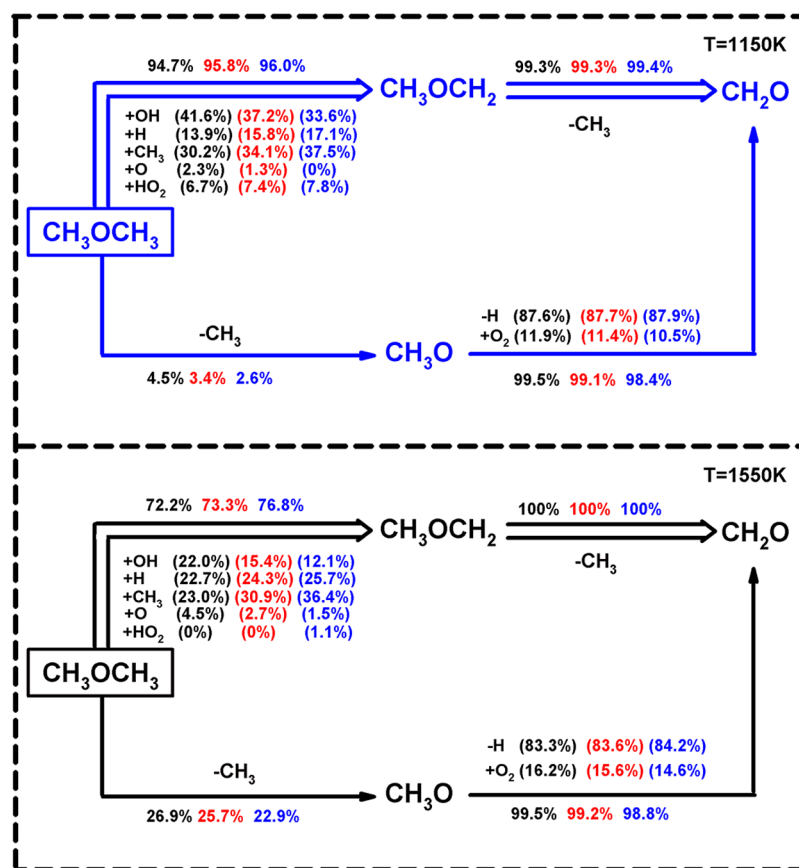 T=1150K
94.7% 95.8% 96.0%
99.3% 99.3% 99.4%
CH₃OCH₂
CH₂O
-CH₃
+OH (41.6%) (37.2%) (33.6%)
+H (13.9%) (15.8%) (17.1%)
+CH₃ (30.2%) (34.1%) (37.5%)
+O (2.3%) (1.3%) (0%)
+HO₂ (6.7%) (7.4%) (7.8%)
CH₃OCH₃
-CH₃
-H (87.6%) (87.7%) (87.9%)
+O₂ (11.9%) (11.4%) (10.5%)
CH₃O
4.5% 3.4% 2.6%
99.5% 99.1% 98.4%
T=1550K
72.2% 73.3% 76.8%
100% 100% 100%
CH₃OCH₂
CH₂O
-CH₃
+OH (22.0%) (15.4%) (12.1%)
+H (22.7%) (24.3%) (25.7%)
+CH₃ (23.0%) (30.9%) (36.4%)
+O (4.5%) (2.7%) (1.5%)
+HO₂ (0%) (0%) (1.1%)
CH₃OCH₃
-H (83.3%) (83.6%) (84.2%)
-CH₃
+O₂ (16.2%) (15.6%) (14.6%)
CH₃O
26.9% 25.7% 22.9%
99.5% 99.2% 98.8%